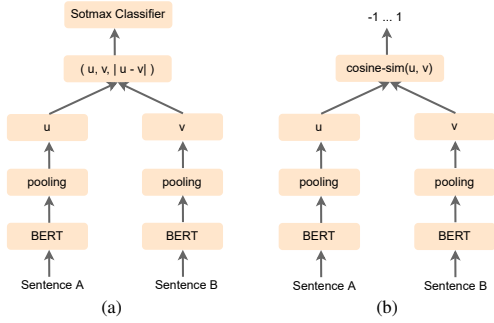 Sotmax Classifier
( u, v, | u - v| )
u
v
pooling
pooling
BERT
BERT
Sentence A
Sentence B
(a)
-1 ... 1
cosine-sim(u, v)
u
v
pooling
pooling
BERT
BERT
Sentence A
Sentence B
(b)